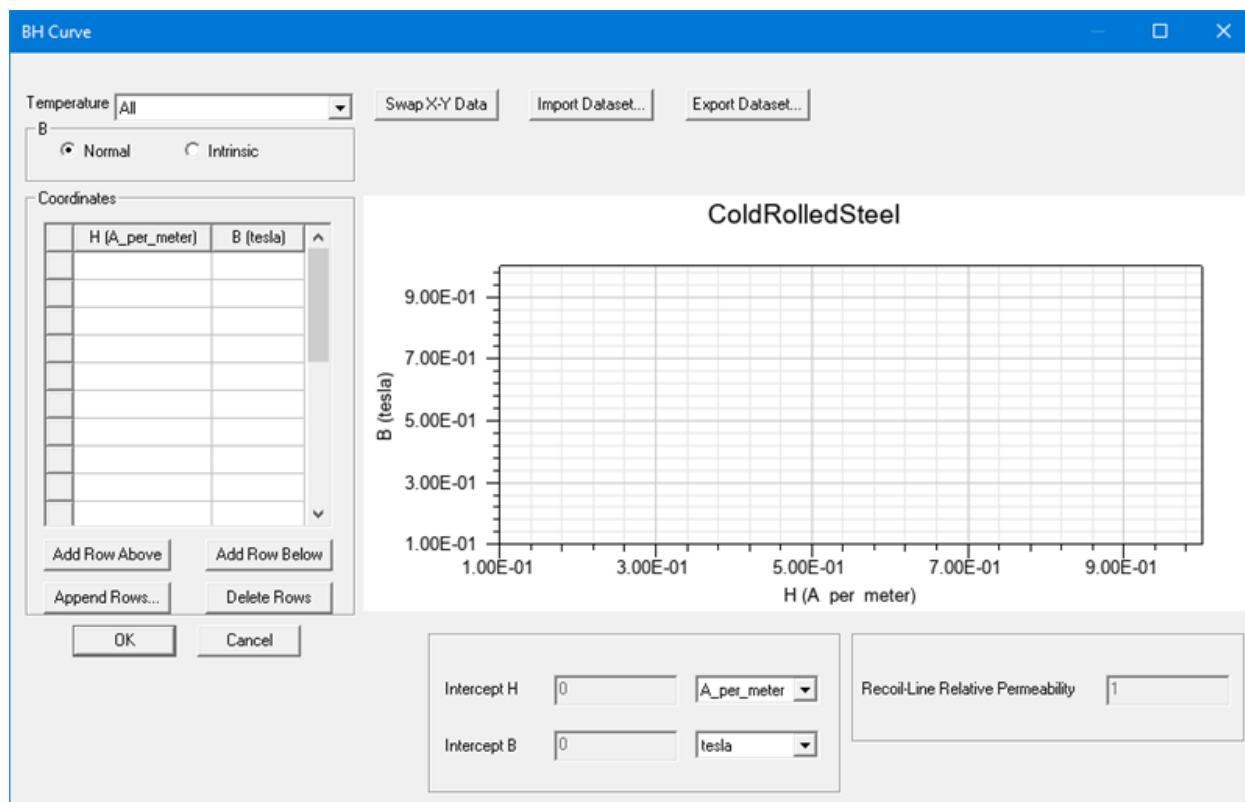 BH Curve
Temperature All
Swap X-Y Data
Import Dataset...
Export Dataset...
B
Normal
Intrinsic
Coordinates
H (A_per_meter) B (tesla)
Add Row Above
Add Row Below
Append Rows...
Delete Rows
OK
Cancel
ColdRolledSteel
B (tesla)
9.00E-01
7.00E-01
5.00E-01
3.00E-01
1.00E-01
1.00E-01 3.00E-01 5.00E-01 7.00E-01 9.00E-01
H (A per meter)
Intercept H 0 A_per_meter
Intercept B 0 tesla
Recoil-Line Relative Permeability 1